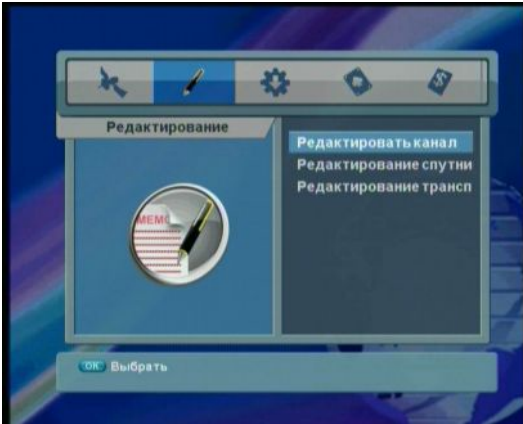 Редактирование
Редактировать канал
Редактирование спутни
Редактирование трансп
MEMO
OK Выбрать